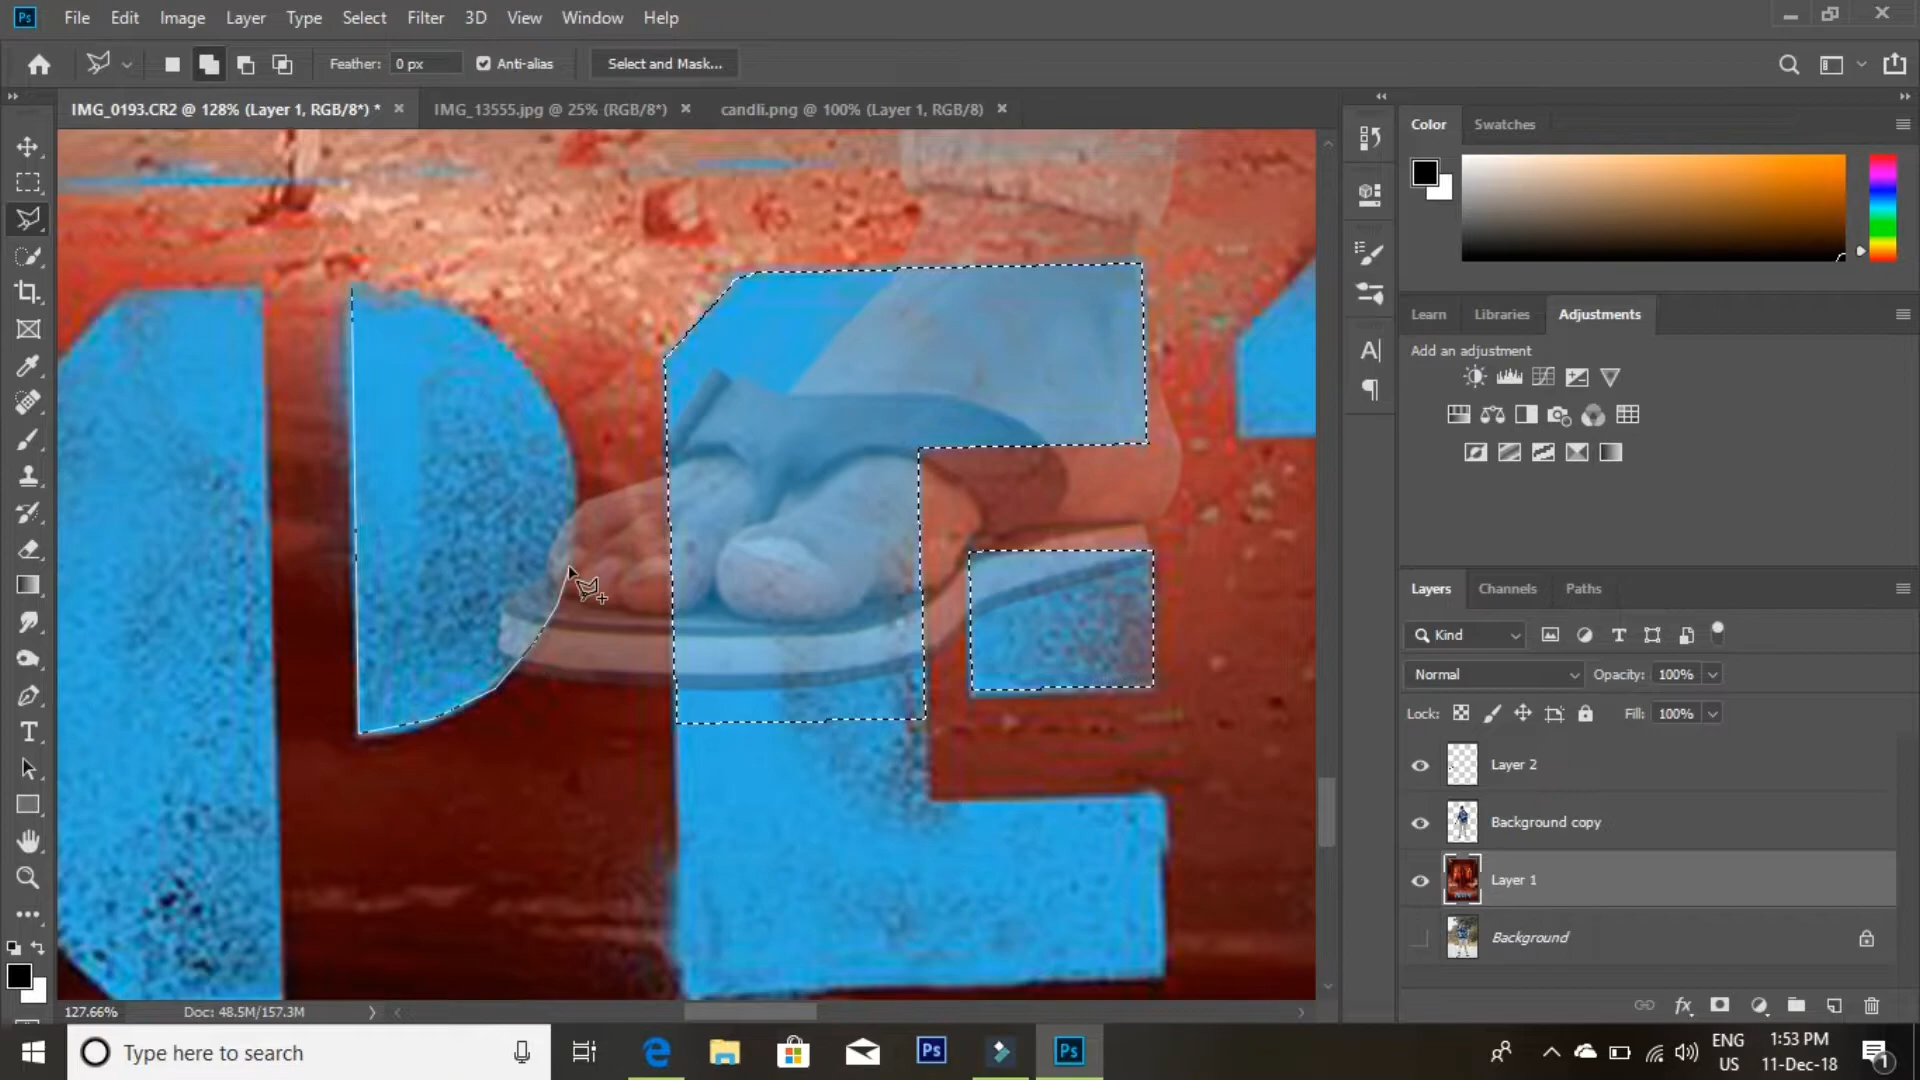 Ps File Edit Image Layer Type Select Filter 3D View Window Help
Feather: 0 px Anti-alias Select and Mask...
IMG_0193.CR2 @ 128% (Layer 1, RGB/8*) * × IMG_13555.jpg @ 25% (RGB/8*) × candli.png @ 100% (Layer 1, RGB/8) ×
Color Swatches
Learn Libraries Adjustments
Add an adjustment
Layers Channels Paths
Kind
Normal Opacity: 100%
Lock: Fill: 100%
Layer 2
Background copy
Layer 1
Background
127.66% Doc: 48.5M/157.3M
Type here to search
Ps
Ps
ENG
US
1:53 PM
11-Dec-18
1